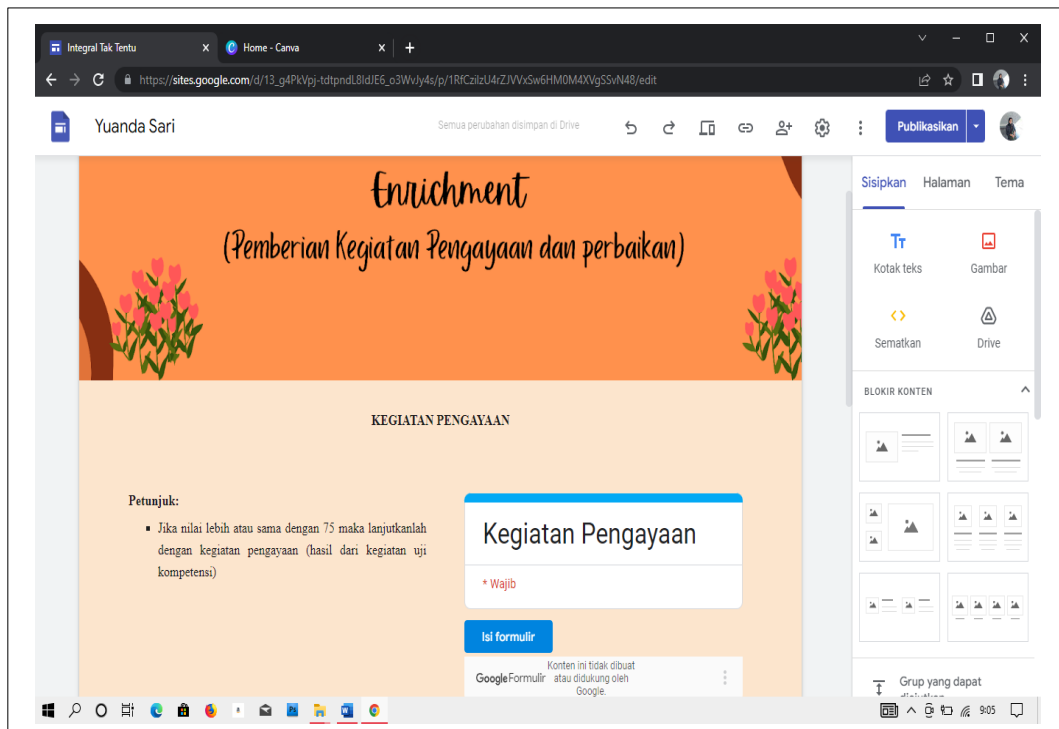 Integral Tak Tentu
Home - Canva
https://sites.google.com/d/13_g4PkVpj-tdtpndL8IdJE6_o3WvJy4s/p/1RfCzilzU4rZJVVxSw6HM0M4XVgSSvN48/edit
Yuanda Sari
Semua perubahan disimpan di Drive
Publikasikan
Enrichment
(Pemberian Kegiatan Pengayaan dan perbaikan)
KEGIATAN PENGAYAAN
Petunjuk:
▪ Jika nilai lebih atau sama dengan 75 maka lanjutkanlah
dengan kegiatan pengayaan (hasil dari kegiatan uji
kompetensi)
Kegiatan Pengayaan
* Wajib
Isi formulir
Google Formulir
Konten ini tidak dibuat
atau didukung oleh
Google.
Sisipkan Halaman Tema
Kotak teks
Gambar
Sematkan
Drive
BLOKIR KONTEN
Grup yang dapat
9:05